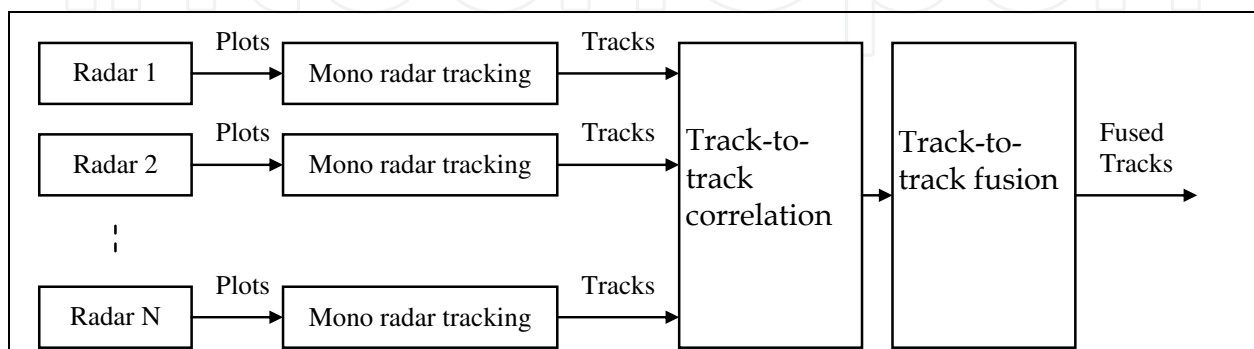 Plots
Tracks
Radar 1
Mono radar tracking
Plots
Tracks
Radar 2
Mono radar tracking
Track-to-
track
correlation
Track-to-
track fusion
Fused
Tracks
Plots
Tracks
Radar N
Mono radar tracking